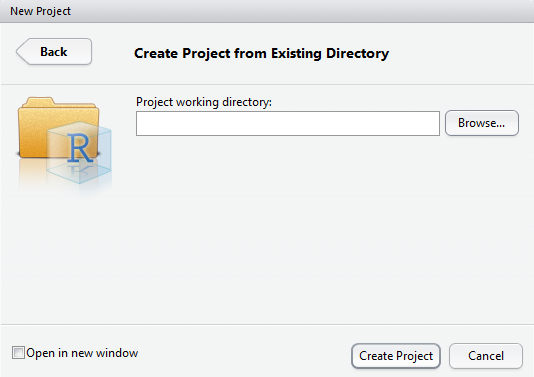 New Project
Back
Create Project from Existing Directory
Project working directory:
Browse...
R
Open in new window
Create Project
Cancel